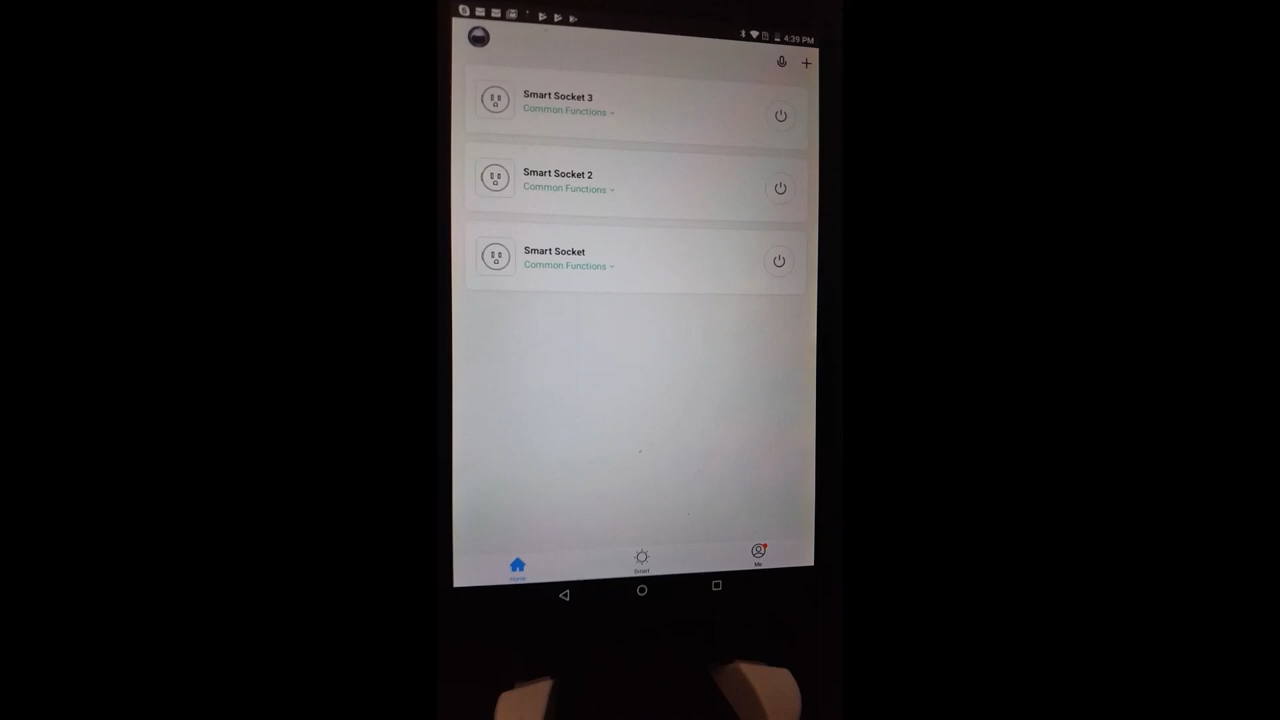 4:39 PM
Smart Socket 3
Common Functions
Smart Socket 2
Common Functions
Smart Socket
Common Functions
Home
Smart
Me